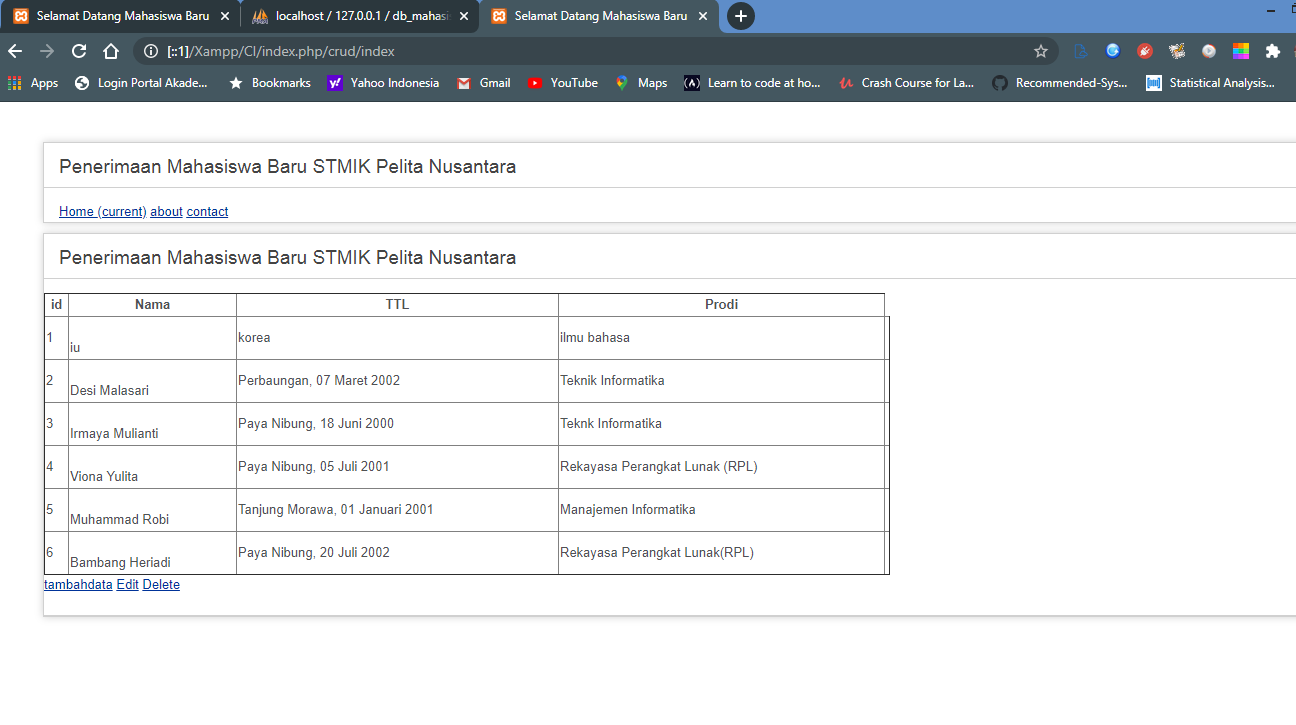 Selamat Datang Mahasiswa Baru
localhost / 127.0.0.1 / db_mahasis
Selamat Datang Mahasiswa Baru
[::1]/Xampp/CI/index.php/crud/index
Apps Login Portal Akade... Bookmarks Yahoo Indonesia Gmail YouTube Maps Learn to code at ho... Crash Course for La... Recommended-Sys... Statistical Analysis...
Penerimaan Mahasiswa Baru STMIK Pelita Nusantara
Home (current) about contact
Penerimaan Mahasiswa Baru STMIK Pelita Nusantara
id Nama TTL Prodi
1 iu korea ilmu bahasa
2 Desi Malasari Perbaungan, 07 Maret 2002 Teknik Informatika
3 Irmaya Mulianti Paya Nibung, 18 Juni 2000 Teknk Informatika
4 Viona Yulita Paya Nibung, 05 Juli 2001 Rekayasa Perangkat Lunak (RPL)
5 Muhammad Robi Tanjung Morawa, 01 Januari 2001 Manajemen Informatika
6 Bambang Heriadi Paya Nibung, 20 Juli 2002 Rekayasa Perangkat Lunak(RPL)
tambahdata Edit Delete